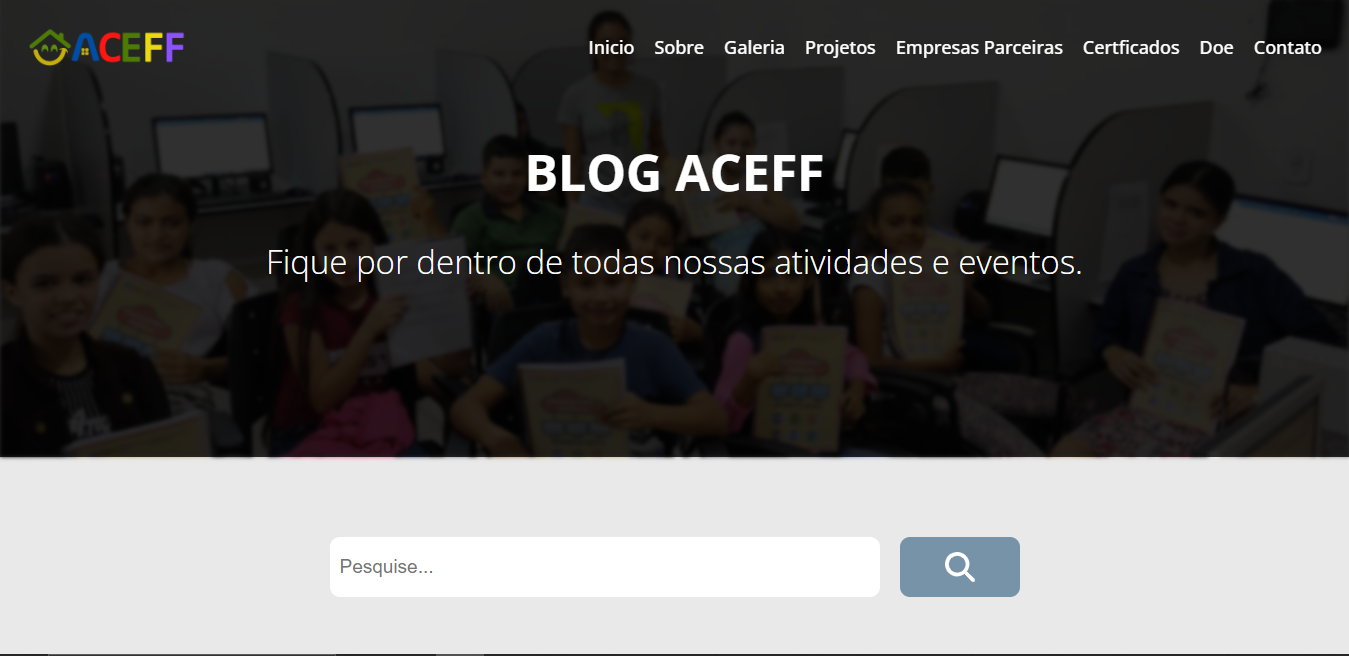 ACEFF
Inicio Sobre Galeria Projetos Empresas Parceiras Certficados Doe Contato
BLOG ACEFF
Fique por dentro de todas nossas atividades e eventos.
Pesquise...